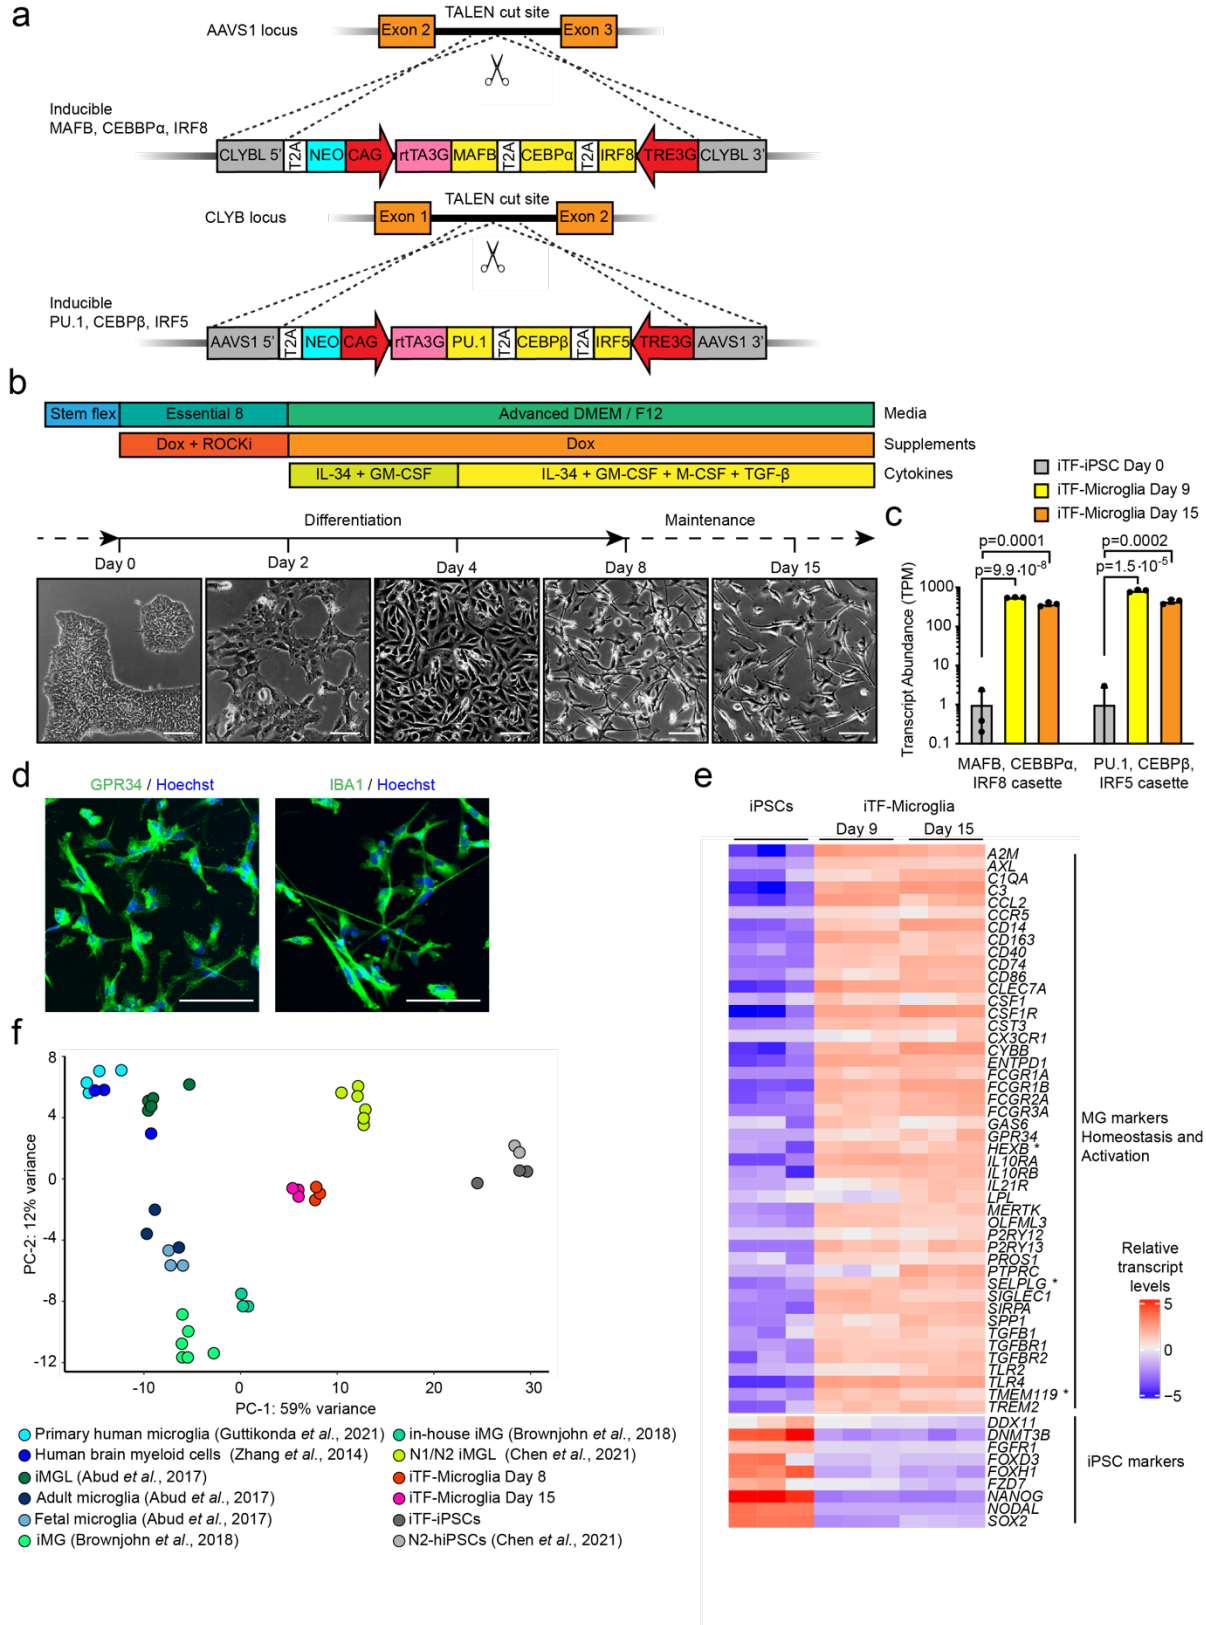 a
AAVS1 locus
Exon 2
TALEN cut site
Exon 3
Inducible
MAFB, CEBBPα, IRF8
CLYBL 5'
T2A
NEO
CAG
rtTA3G
MAFB
T2A
CEBPα
T2A
IRF8
TRE3G
CLYBL 3'
CLYB locus
Exon 1
TALEN cut site
Exon 2
Inducible
PU.1, CEBPβ, IRF5
AAVS1 5'
T2A
NEO
CAG
rtTA3G
PU.1
T2A
CEBPβ
T2A
IRF5
TRE3G
AAVS1 3'
b
Stem flex
Essential 8
Advanced DMEM / F12
Media
Dox + ROCKi
Dox
Supplements
IL-34 + GM-CSF
IL-34 + GM-CSF + M-CSF + TGF-β
Cytokines
Differentiation
Maintenance
Day 0
Day 2
Day 4
Day 8
Day 15
iTF-iPSC Day 0
iTF-Microglia Day 9
iTF-Microglia Day 15
c
p=0.0001
p=9.9·10⁻⁸
p=0.0002
p=1.5·10⁻⁵
Transcript Abundance (TPM)
1000
100
10
1
0.1
MAFB, CEBBPα,
IRF8 casette
PU.1, CEBPβ,
IRF5 casette
d
GPR34 / Hoechst
IBA1 / Hoechst
e
iPSCs
iTF-Microglia
Day 9
Day 15
A2M
AXL
C1QA
C3
CCL2
CCR5
CD14
CD163
CD40
CD74
CD86
CLEC7A
CSF1
CSF1R
CST3
CX3CR1
CYBB
ENTPD1
FCGR1A
FCGR1B
FCGR2A
FCGR3A
GAS6
GPR34
HEXB *
IL10RA
IL10RB
IL21R
LPL
MERTK
OLFML3
P2RY12
P2RY13
PROS1
PTPRC
SELPLG *
SIGLEC1
SIRPA
SPP1
TGFB1
TGFBR1
TGFBR2
TLR2
TLR4
TMEM119 *
TREM2
DDX11
DNMT3B
FGFR1
FOXD3
FOXH1
FZD7
NANOG
NODAL
SOX2
MG markers
Homeostasis and
Activation
iPSC markers
Relative
transcript
levels
5
0
−5
f
PC-2: 12% variance
8
4
0
-4
-8
-12
-10
0
10
20
30
PC-1: 59% variance
Primary human microglia (Guttikonda et al., 2021)
Human brain myeloid cells (Zhang et al., 2014)
iMGL (Abud et al., 2017)
Adult microglia (Abud et al., 2017)
Fetal microglia (Abud et al., 2017)
iMG (Brownjohn et al., 2018)
in-house iMG (Brownjohn et al., 2018)
N1/N2 iMGL (Chen et al., 2021)
iTF-Microglia Day 8
iTF-Microglia Day 15
iTF-iPSCs
N2-hiPSCs (Chen et al., 2021)